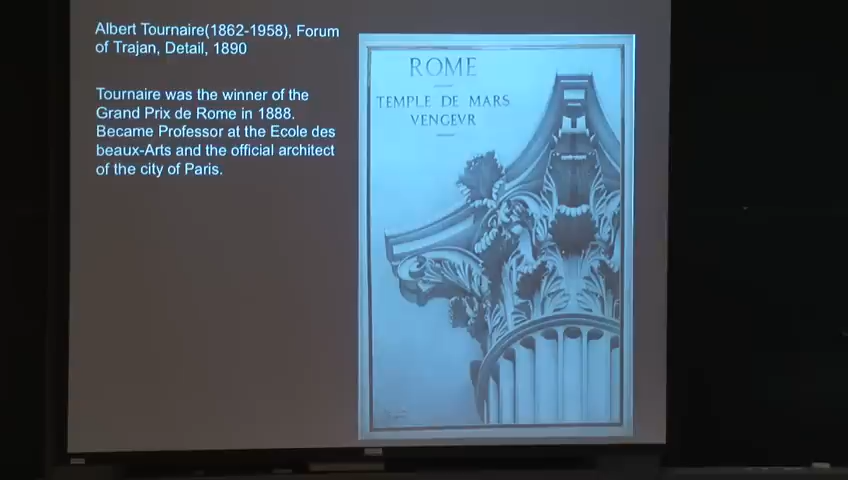 Albert Tournaire(1862-1958), Forum
of Trajan, Detail, 1890
Tournaire was the winner of the
Grand Prix de Rome in 1888.
Became Professor at the Ecole des
beaux-Arts and the official architect
of the city of Paris.
ROME
TEMPLE DE MARS
VENGEVR